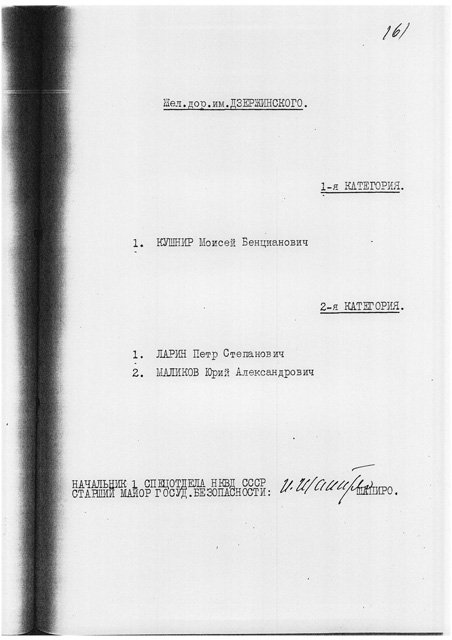 161
Жел.дор.им.ДЗЕРЖИНСКОГО.
1-я КАТЕГОРИЯ.
1. КУШНИР Моисей Бенцианович
2-я КАТЕГОРИЯ.
1. ЛАРИН Петр Степанович
2. МАЛИКОВ Юрий Александрович
НАЧАЛЬНИК 1 СПЕЦОТДЕЛА НКВД СССР
СТАРШИЙ МАЙОР ГОСУД.БЕЗОПАСНОСТИ: И.Шапиро ШАПИРО.